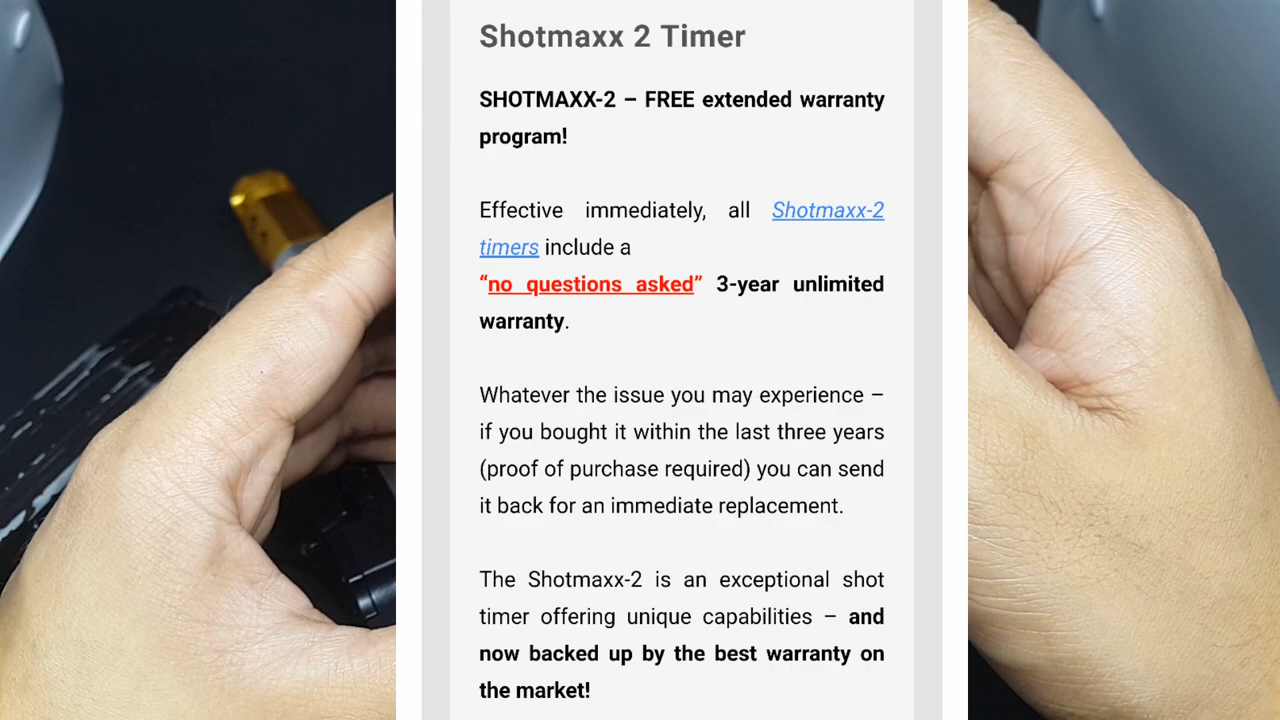 Shotmaxx 2 Timer
SHOTMAXX-2 – FREE extended warranty
program!
Effective immediately, all Shotmaxx-2
timers include a
“no questions asked” 3-year unlimited
warranty.
Whatever the issue you may experience –
if you bought it within the last three years
(proof of purchase required) you can send
it back for an immediate replacement.
The Shotmaxx-2 is an exceptional shot
timer offering unique capabilities – and
now backed up by the best warranty on
the market!